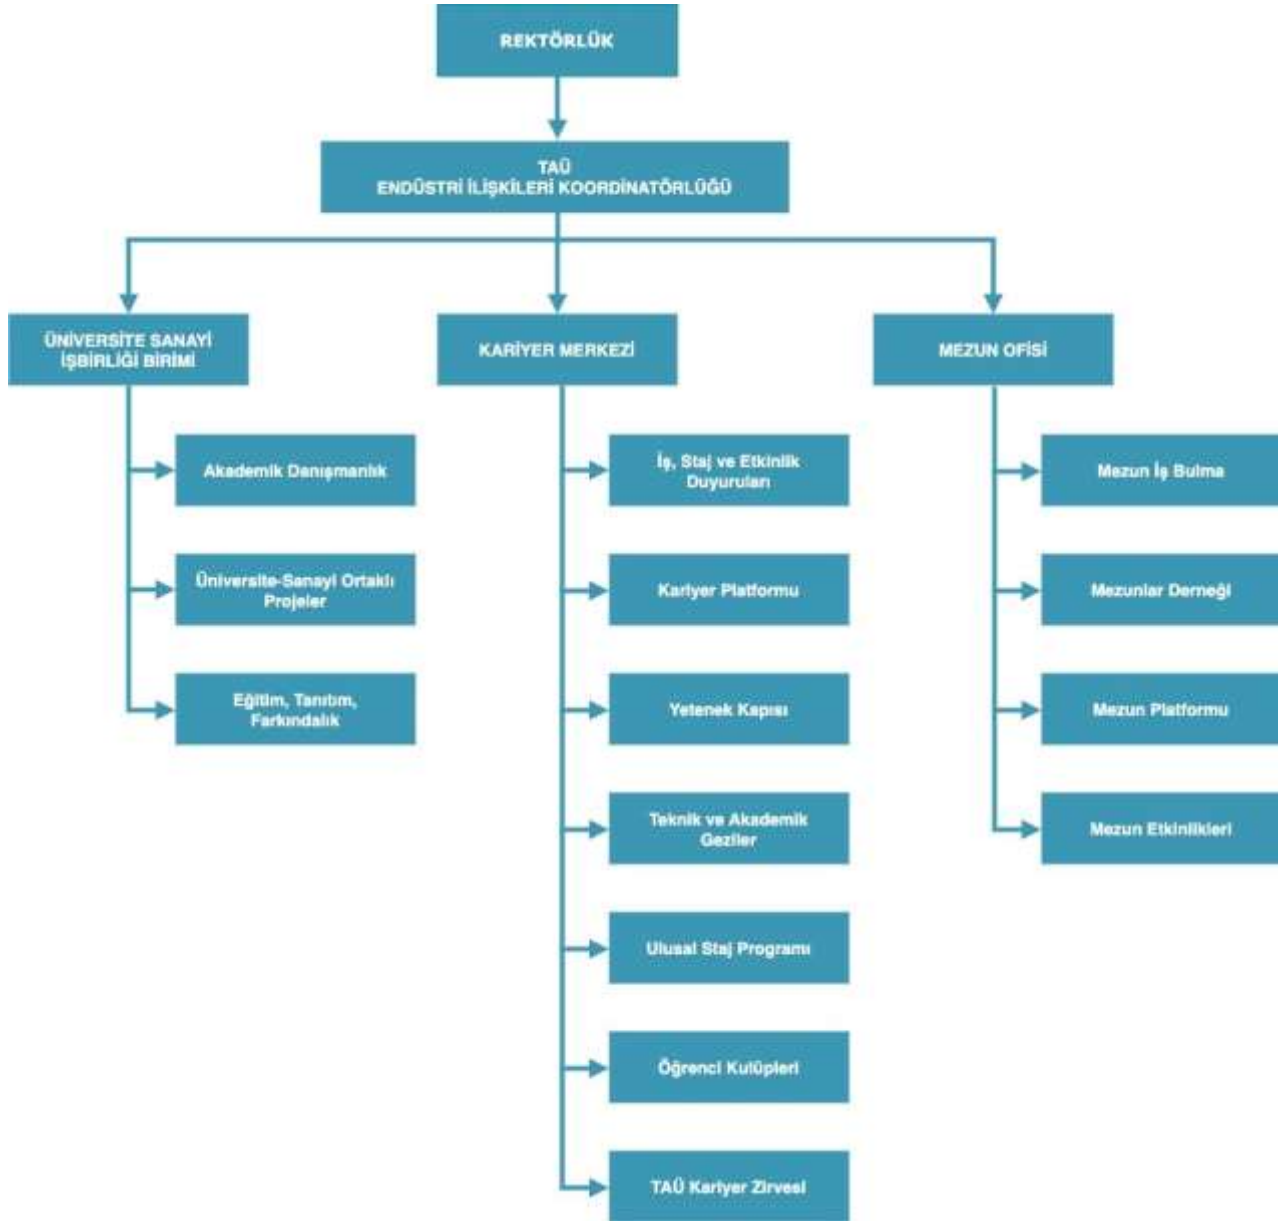 REKTÖRLÜK
TAÜ
ENDÜSTRİ İLİŞKİLERİ KOORDİNATÖRLÜĞÜ
ÜNİVERSİTE SANAYİ
İŞBİRLİĞİ BİRİMİ
Akademik Danışmanlık
Üniversite-Sanayi Ortaklı
Projeler
Eğitim, Tanıtım,
Farkındalık
KARİYER MERKEZİ
İş, Staj ve Etkinlik
Duyuruları
Kariyer Platformu
Yetenek Kapısı
Teknik ve Akademik
Geziler
Ulusal Staj Programı
Öğrenci Kulüpleri
TAÜ Kariyer Zirvesi
MEZUN OFİSİ
Mezun İş Bulma
Mezunlar Derneği
Mezun Platformu
Mezun Etkinlikleri